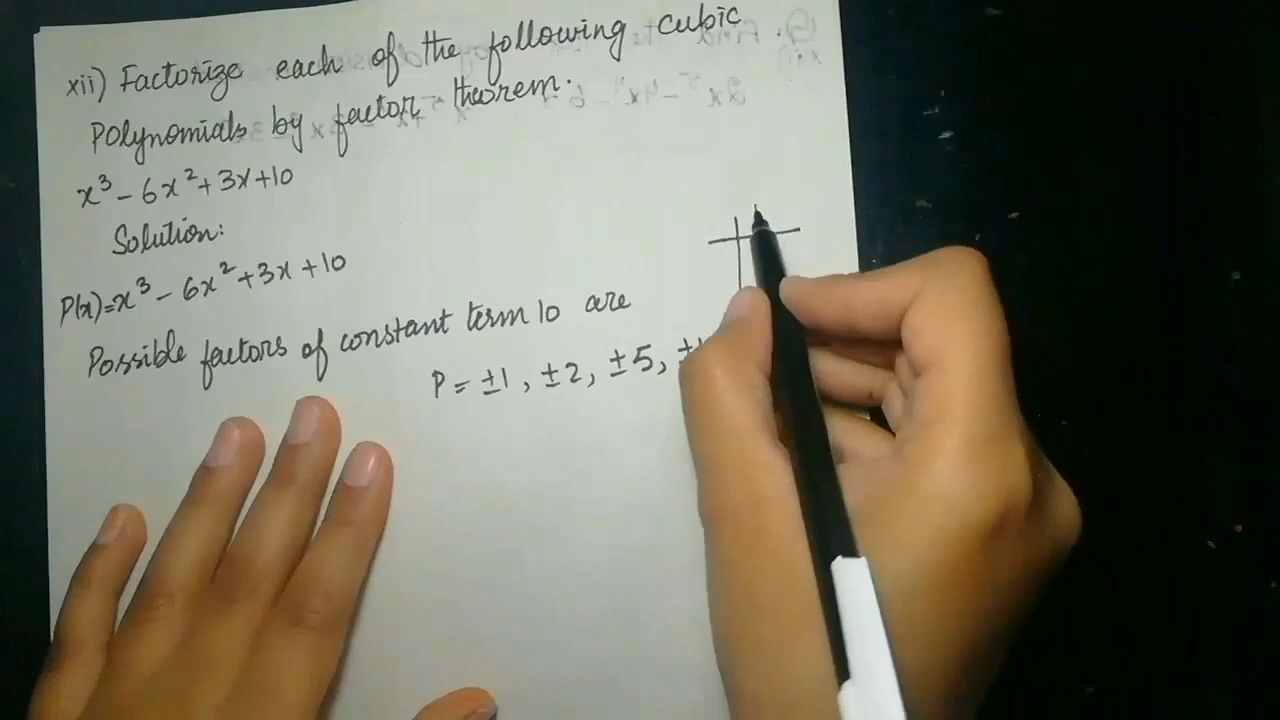 xii) Factorize each of the following cubic
Polynomials by factor theorem.
x³ - 6x² + 3x + 10
Solution:
P(x) = x³ - 6x² + 3x + 10
Possible factors of constant term 10 are
P = ±1, ±2, ±5,